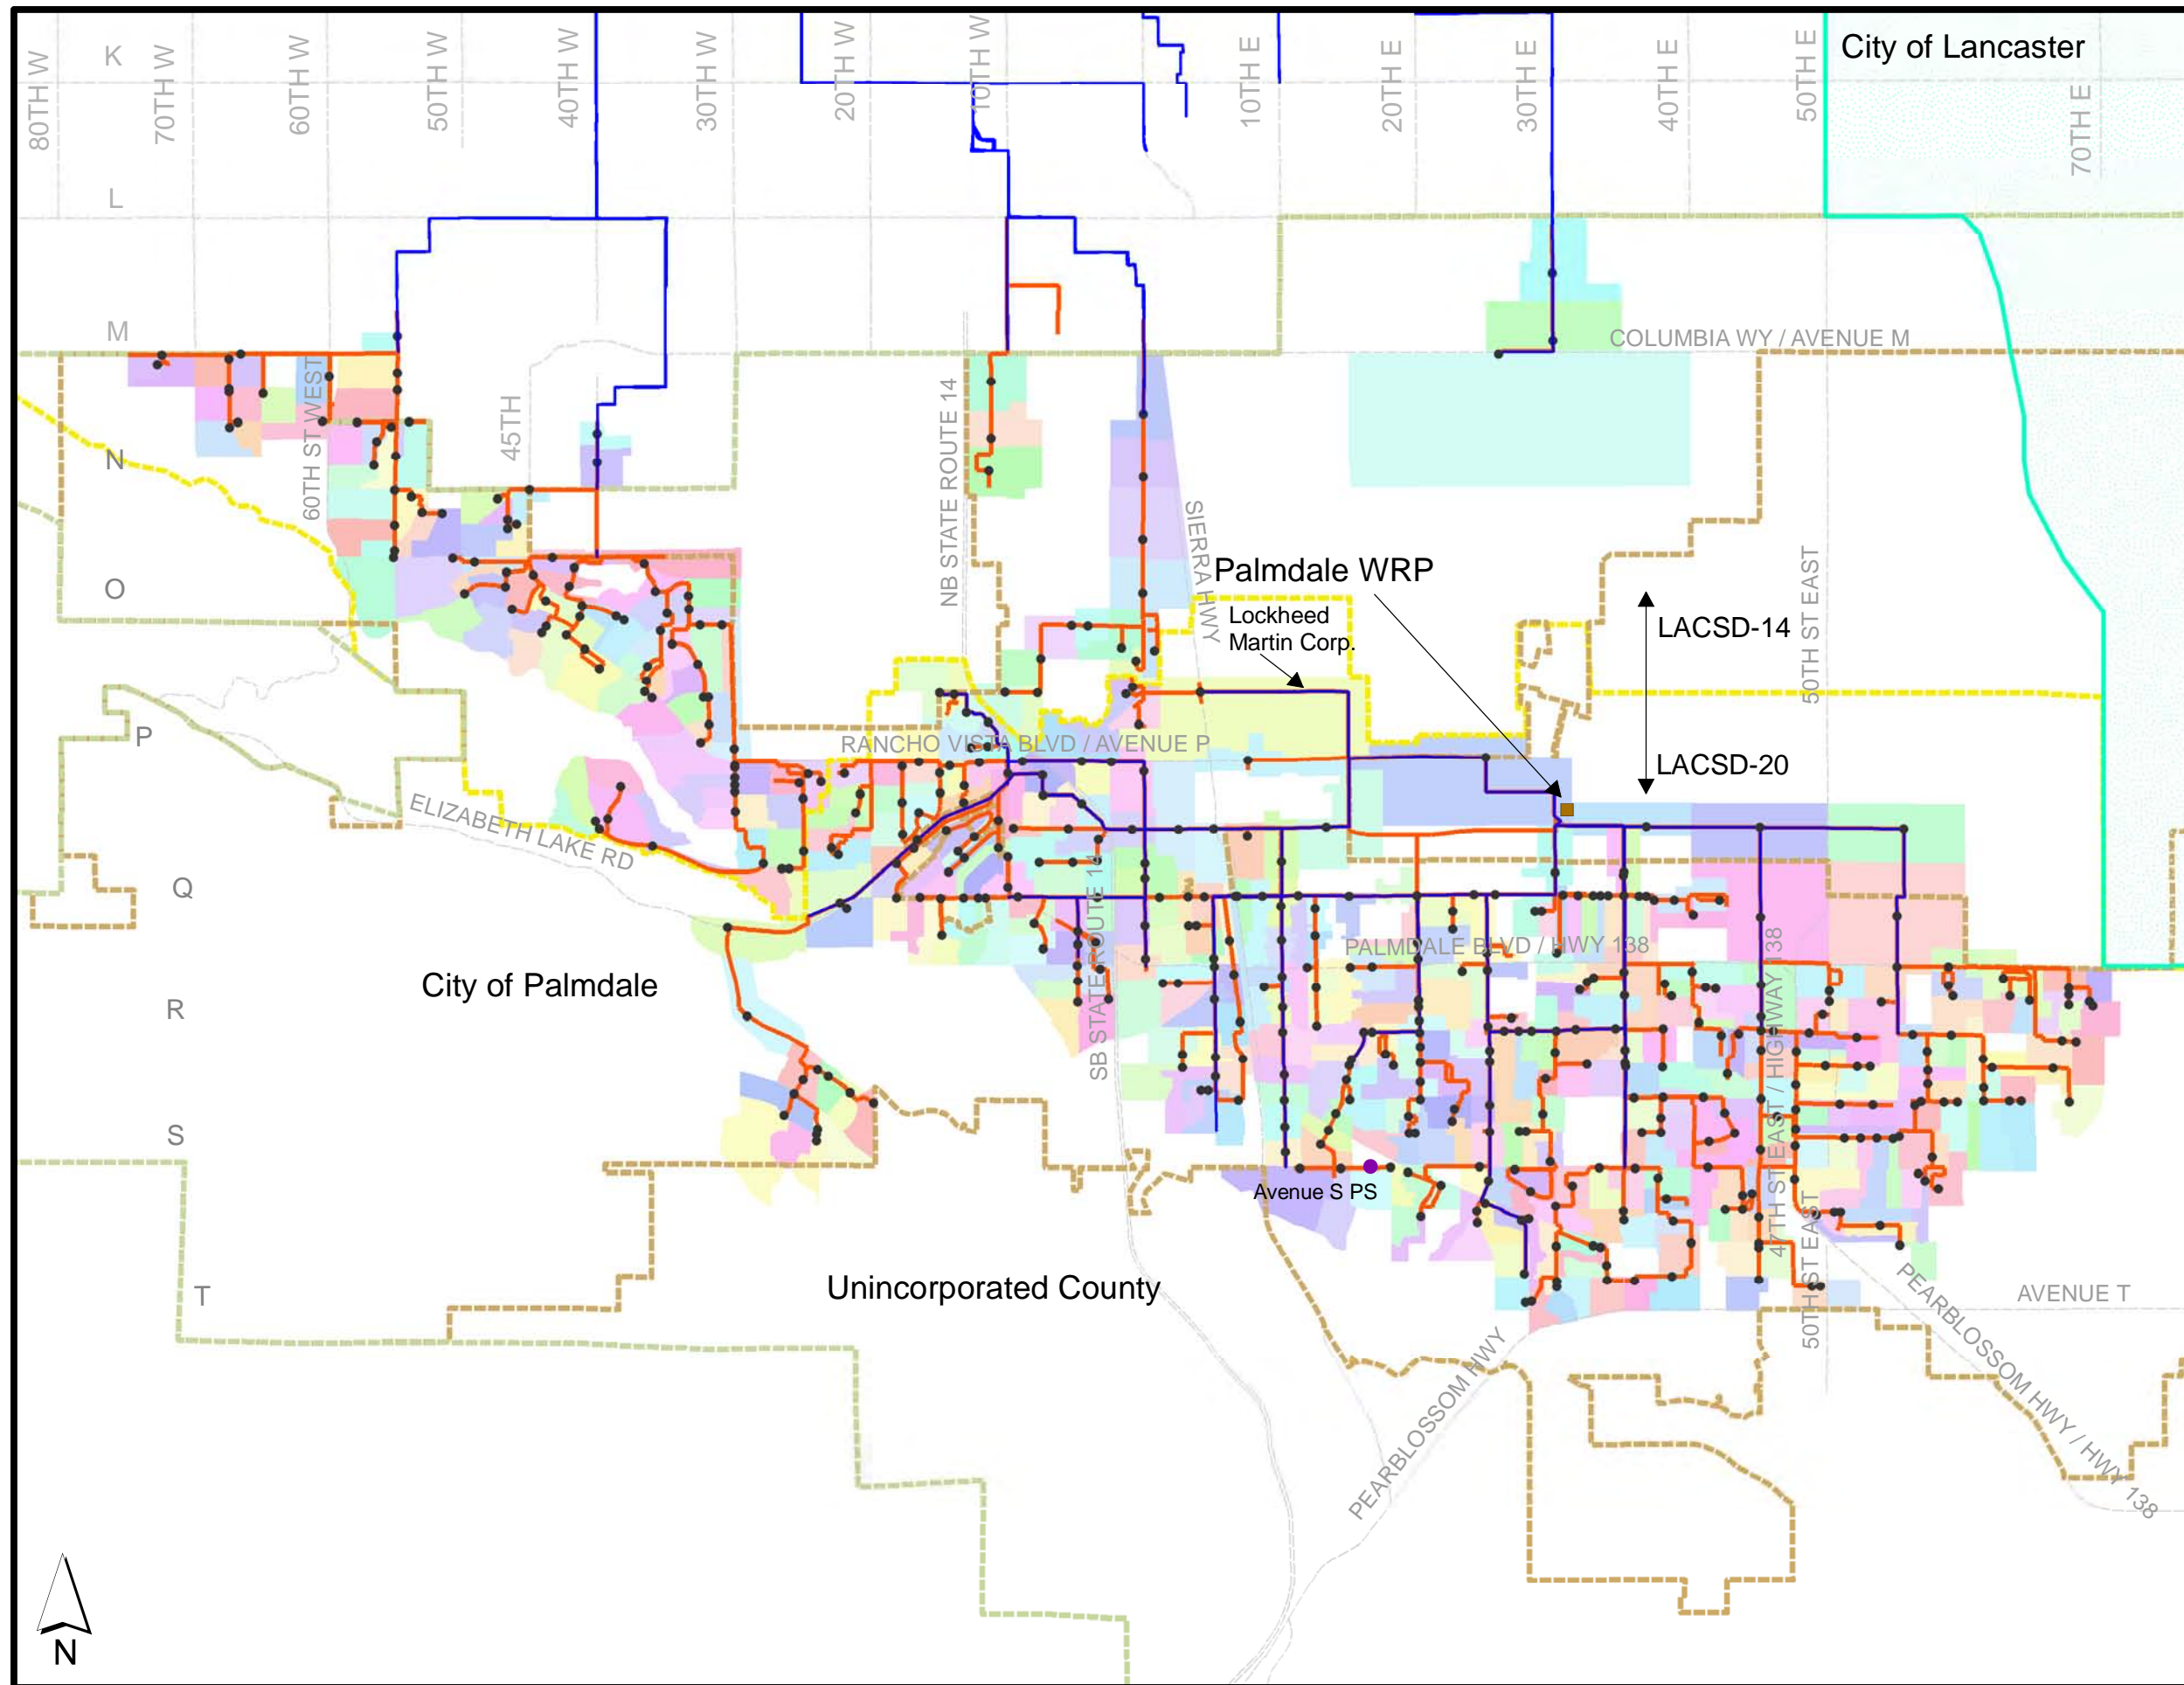 80TH W
K
70TH W
60TH W
50TH W
40TH W
30TH W
20TH W
10TH W
10TH E
20TH E
30TH E
40TH E
50TH E
City of Lancaster
70TH E
L
M
COLUMBIA WY / AVENUE M
60TH ST WEST
45TH
NB STATE ROUTE 14
N
SIERRA HWY
Palmdale WRP
O
Lockheed
Martin Corp.
LACSD-14
50TH ST EAST
P
RANCHO VISTA BLVD / AVENUE P
LACSD-20
ELIZABETH LAKE RD
Q
SB STATE ROUTE 14
PALMDALE BLVD / HWY 138
47TH STEAST / HIGHWAY 138
City of Palmdale
R
S
Avenue S PS
50TH ST EAST
T
Unincorporated County
AVENUE T
PEARBLOSSOM HWY
PEARBLOSSOM HWY / HWY 138
N